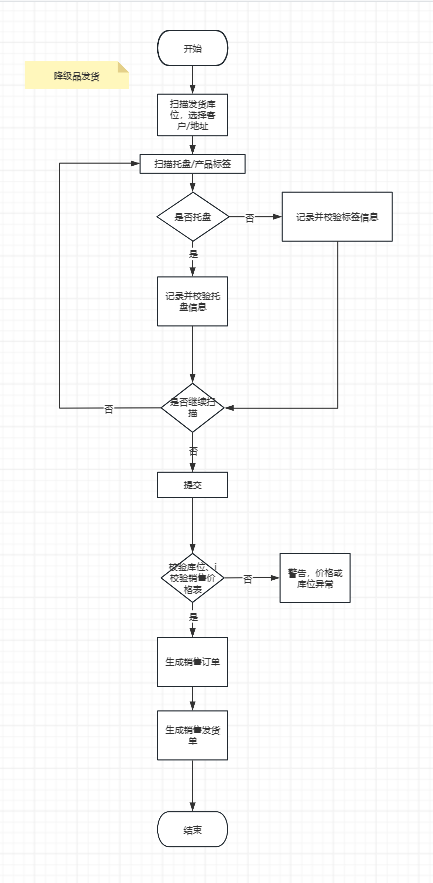 开始
降级品发货
扫描发货库
位，选择客
户/地址
扫描托盘/产品标签
是否托盘
否
记录并校验标签信息
是
记录并校验托
盘信息
是否继续扫
描
否
否
提交
校验库位、j
校验销售价
格表
否
警告，价格或
库位异常
是
生成销售订单
生成销售发货
单
结束